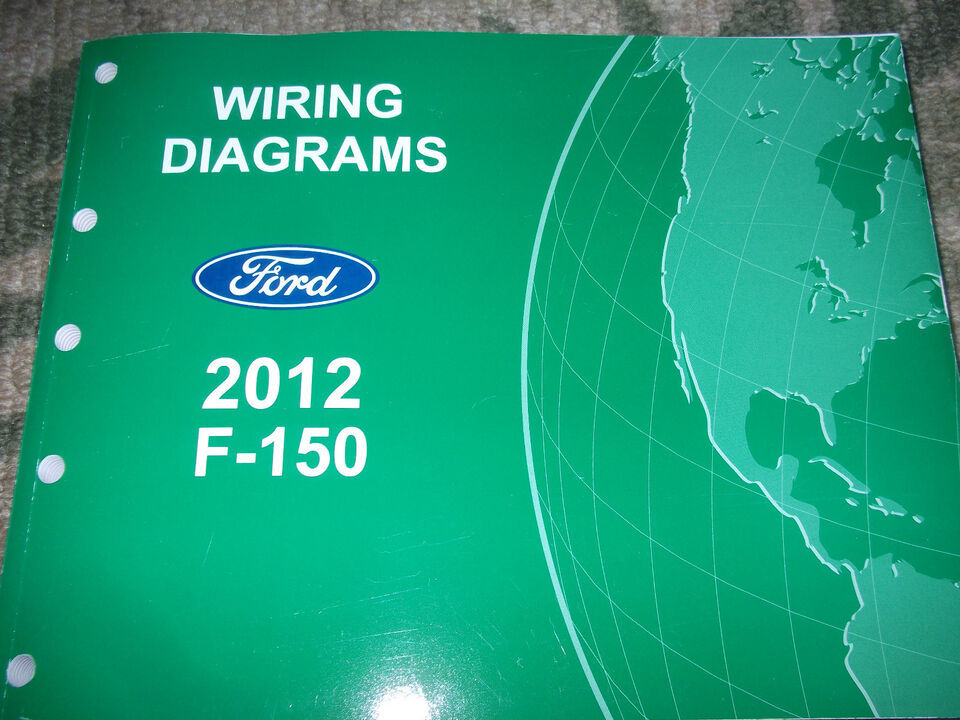 WIRING
DIAGRAMS
Ford
2012
F-150